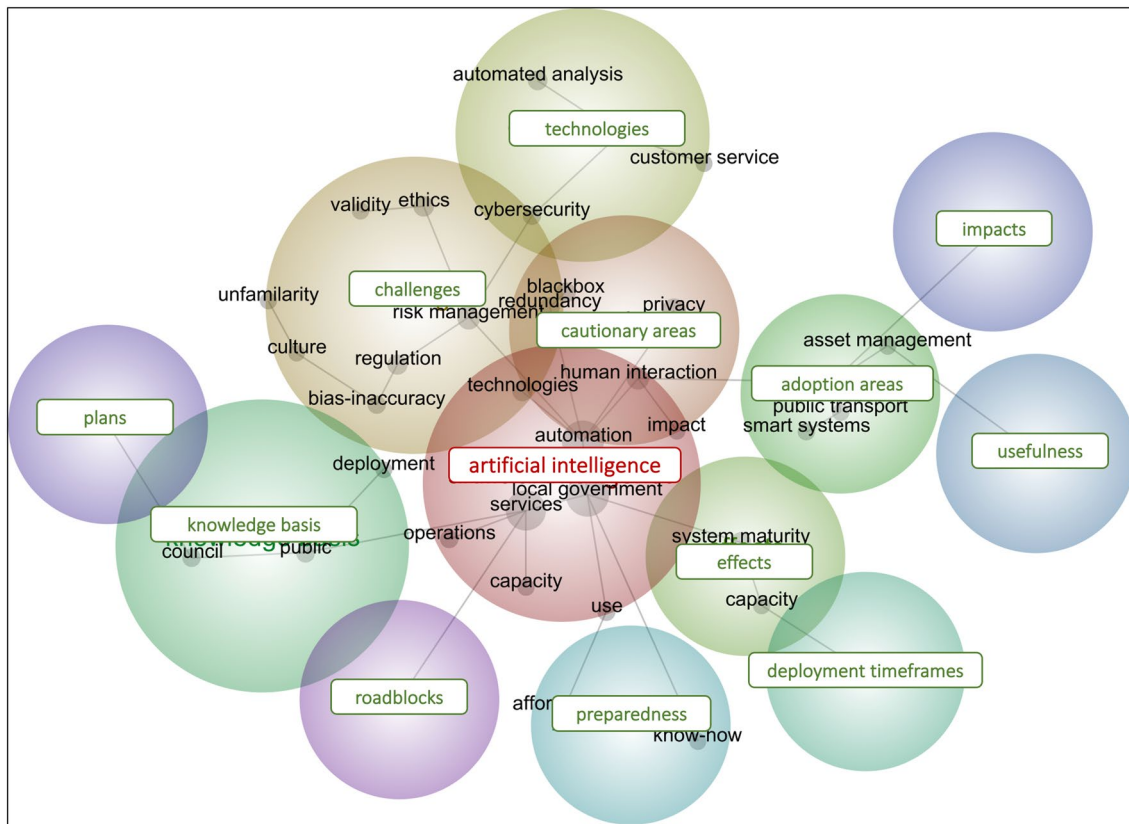 automated analysis
technologies
customer service
validity
ethics
cybersecurity
impacts
unfamilarity
challenges
blackbox
redundancy
privacy
risk management
cautionary areas
asset management
culture
regulation
technologies
human interaction
adoption areas
bias-inaccuracy
public transport
smart systems
plans
automation
impact
usefulness
deployment
artificial intelligence
local government
services
knowledge basis
operations
system maturity
council
public
effects
capacity
use
capacity
deployment timeframes
roadblocks
preparedness
know-now